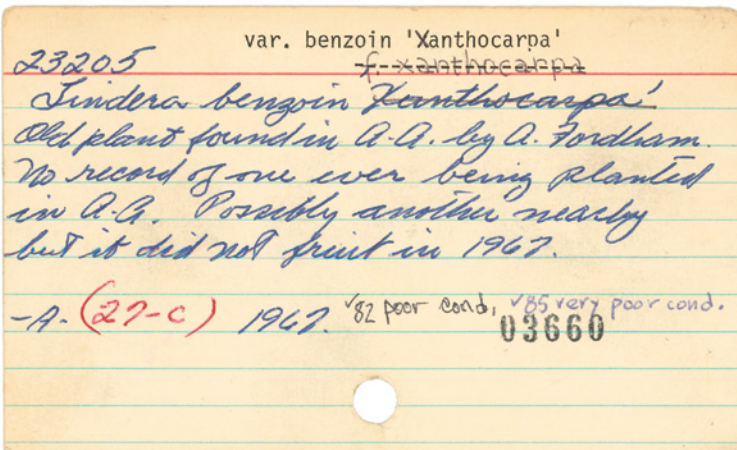 var. benzoin 'Xanthocarpa'
23205 f. xanthocarpa
Lindera benzoin 'Xanthocarpa'
Old plant found in A.A. by A. Fordham.
No record of one ever being planted
in A.A. Possibly another nearby
but it did not fruit in 1967.
-A- (27-C) 1967. √82 poor cond, √85 very poor cond.
03660